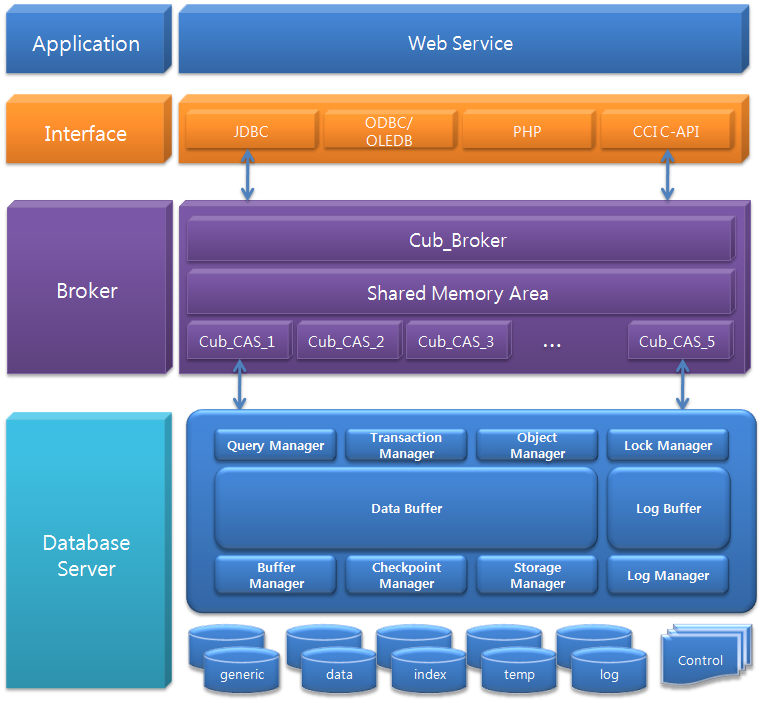 Application
Web Service
Interface
JDBC
ODBC/
OLEDB
PHP
CCI C-API
Broker
Cub_Broker
Shared Memory Area
Cub_CAS_1
Cub_CAS_2
Cub_CAS_3
...
Cub_CAS_5
Database
Server
Query Manager
Transaction
Manager
Object
Manager
Lock Manager
Data Buffer
Log Buffer
Buffer
Manager
Checkpoint
Manager
Storage
Manager
Log Manager
generic
data
index
temp
log
Control